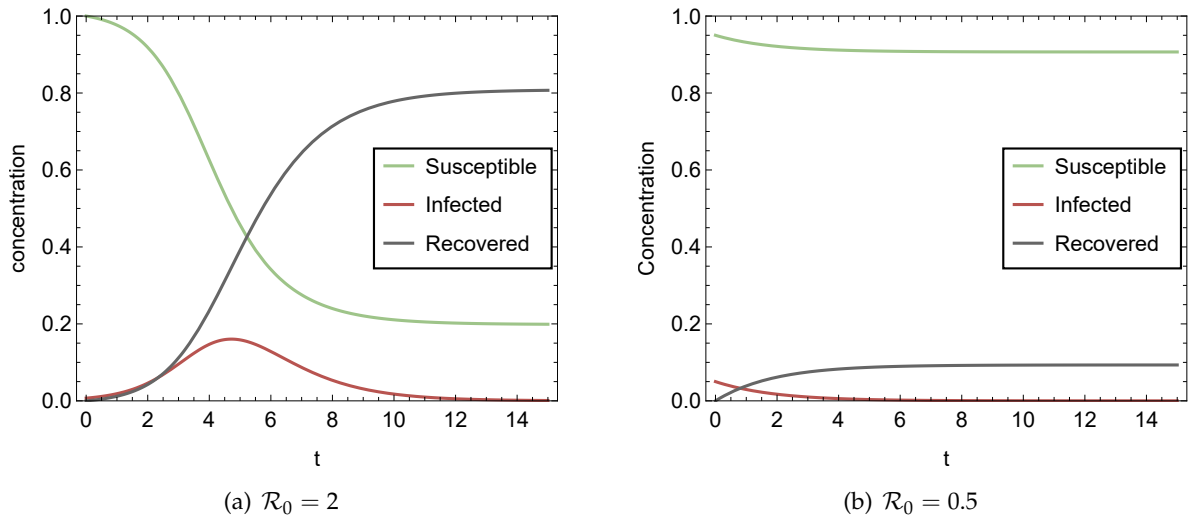 1.0
0.8
0.6
0.4
0.2
0.0
concentration
0 2 4 6 8 10 12 14
t
Susceptible
Infected
Recovered
(a) R₀ = 2
1.0
0.8
0.6
0.4
0.2
0.0
Concentration
0 2 4 6 8 10 12 14
t
Susceptible
Infected
Recovered
(b) R₀ = 0.5